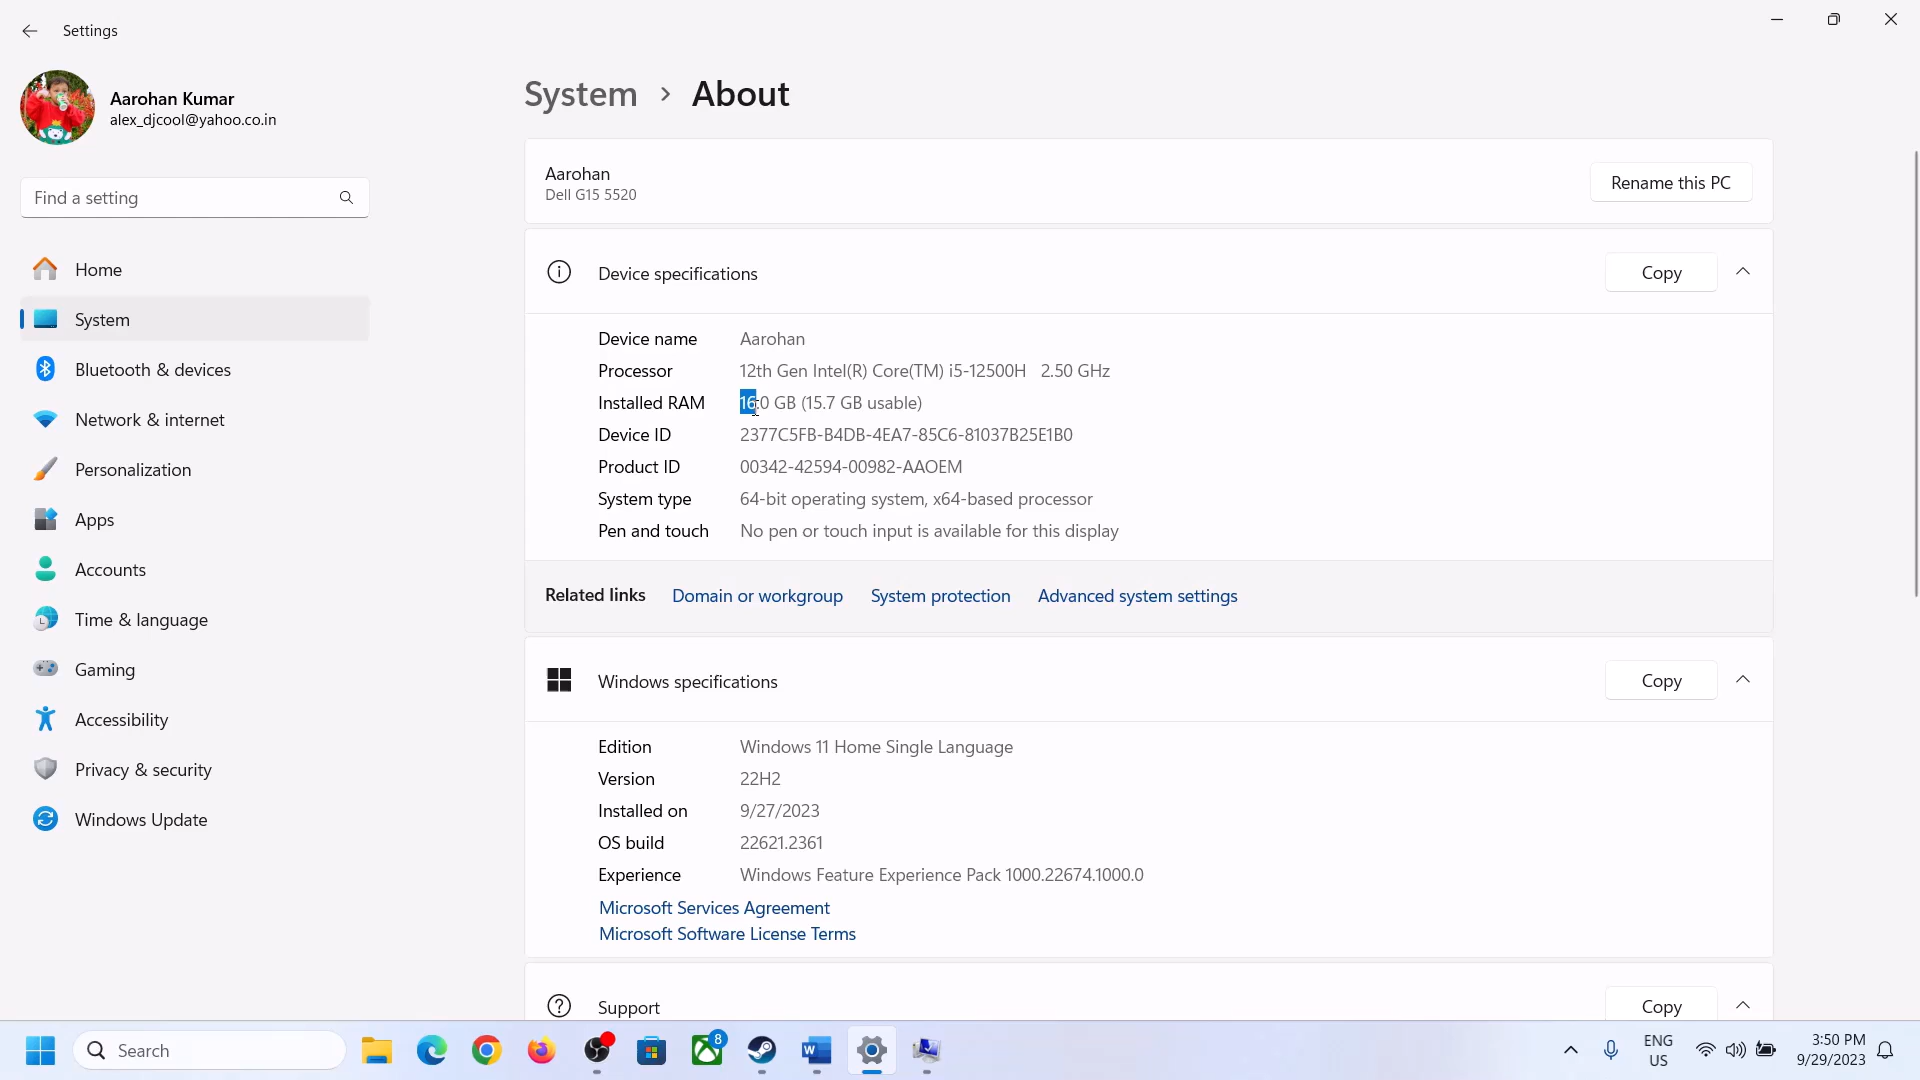 Settings
Aarohan Kumar
alex_djcool@yahoo.co.in
Find a setting
Home
System
Bluetooth & devices
Network & internet
Personalization
Apps
Accounts
Time & language
Gaming
Accessibility
Privacy & security
Windows Update
System > About
Aarohan
Dell G15 5520
Rename this PC
Device specifications
Copy
Device name Aarohan
Processor 12th Gen Intel(R) Core(TM) i5-12500H 2.50 GHz
Installed RAM 16.0 GB (15.7 GB usable)
Device ID 2377C5FB-B4DB-4EA7-85C6-81037B25E1B0
Product ID 00342-42594-00982-AAOEM
System type 64-bit operating system, x64-based processor
Pen and touch No pen or touch input is available for this display
Related links Domain or workgroup System protection Advanced system settings
Windows specifications
Copy
Edition Windows 11 Home Single Language
Version 22H2
Installed on 9/27/2023
OS build 22621.2361
Experience Windows Feature Experience Pack 1000.22674.1000.0
Microsoft Services Agreement
Microsoft Software License Terms
Support
Copy
Search
8
ENG
US
3:50 PM
9/29/2023